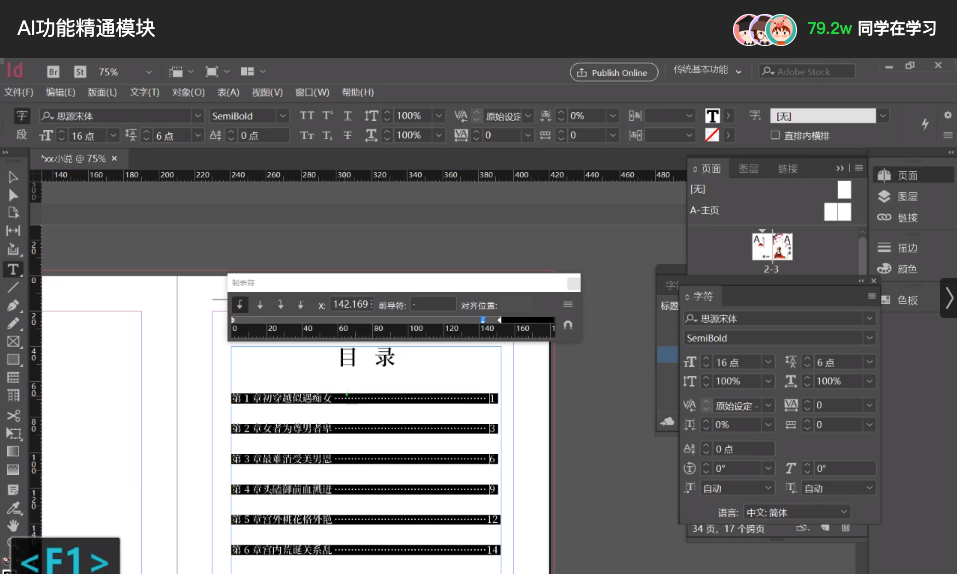 AI功能精通模块
79.2w 同学在学习
Id Br St 75% Publish Online 传统基本功能 Adobe Stock
文件(F) 编辑(E) 版面(L) 文字(T) 对象(O) 表(A) 视图(V) 窗口(W) 帮助(H)
字 思源宋体 SemiBold 100% 原始设定 0% [无]
段 16 点 6 点 0 点 100% 0 0 直排内横排
*xx小说 @ 75% ×
140 160 180 200 220 240 260 280 300 320 340 360 380 400 420 440 460 480
页面 图层 链接
[无]
A-主页
2-3
页面
图层
链接
描边
颜色
色板
制表符
X: 142.169 前导符: · 对齐位置:
0 20 40 60 80 100 120 140 160 1
目 录
第 1 章初穿越似遇痴女 1
第 2 章女者为尊男者卑 3
第 3 章最难消受美男恩 6
第 4 章头磕御前血溅进 9
第 5 章宫外桃花格外艳 12
第 6 章宫内荒诞关系乱 14
字符
思源宋体
SemiBold
16 点 6 点
100% 100%
原始设定 0
0% 0
0 点
0° 0°
自动 自动
语言: 中文: 简体
34 页，17 个跨页
<F1>